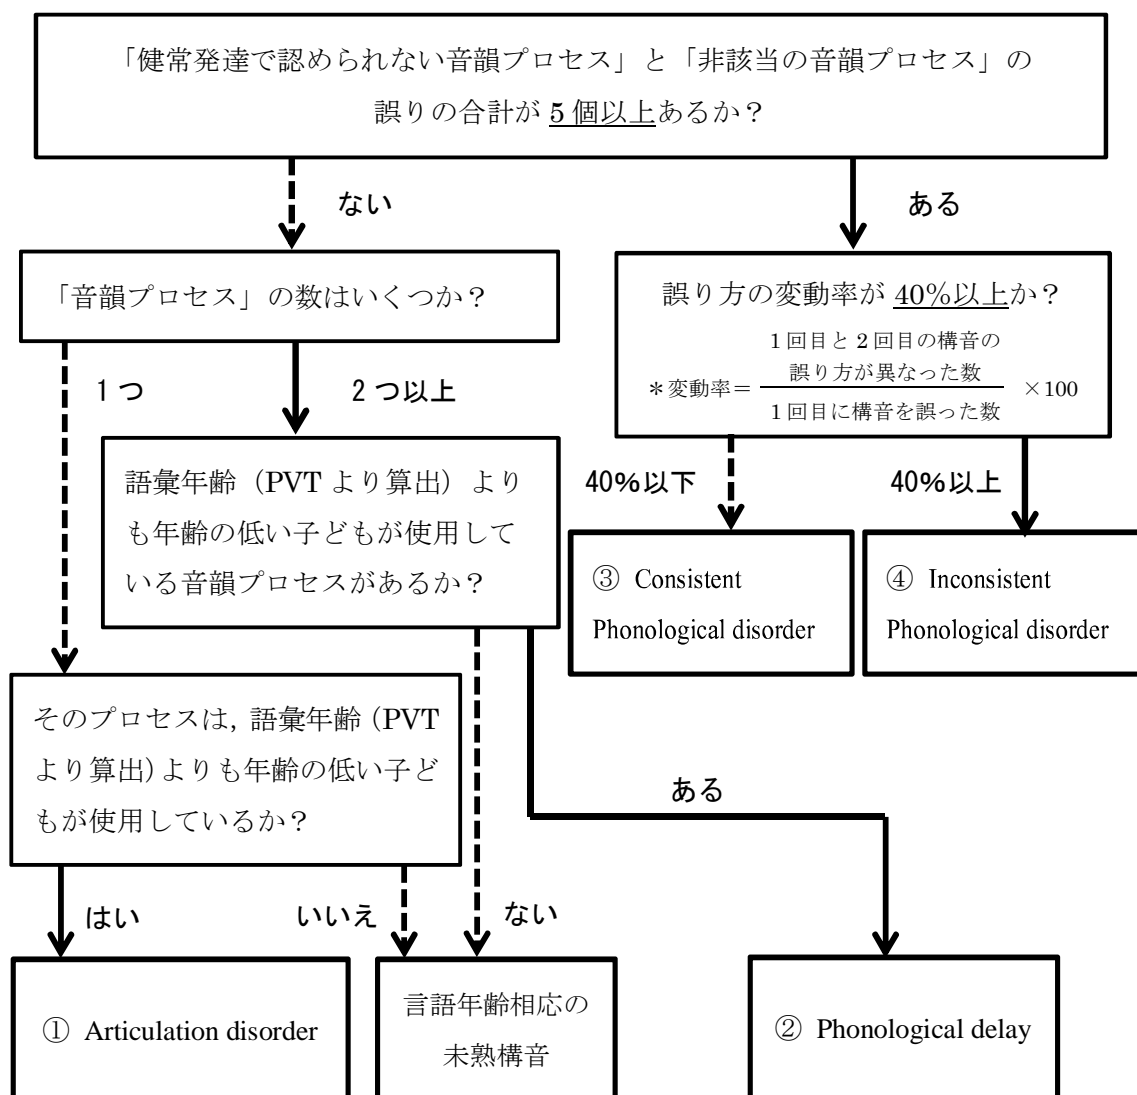 「健常発達で認められない音韻プロセス」と「非該当の音韻プロセス」の
誤りの合計が 5 個以上あるか？
ない
ある
「音韻プロセス」の数はいくつか？
誤り方の変動率が 40%以上か？
1 回目と 2 回目の構音の
誤り方が異なった数
＊変動率＝
×100
1 回目に構音を誤った数
1 つ
2 つ以上
語彙年齢（PVT より算出）より
も年齢の低い子どもが使用して
いる音韻プロセスがあるか？
40%以下
40%以上
③ Consistent
Phonological disorder
④ Inconsistent
Phonological disorder
そのプロセスは，語彙年齢（PVT
より算出）よりも年齢の低い子ど
もが使用しているか？
ある
はい
いいえ
ない
① Articulation disorder
言語年齢相応の
未熟構音
② Phonological delay